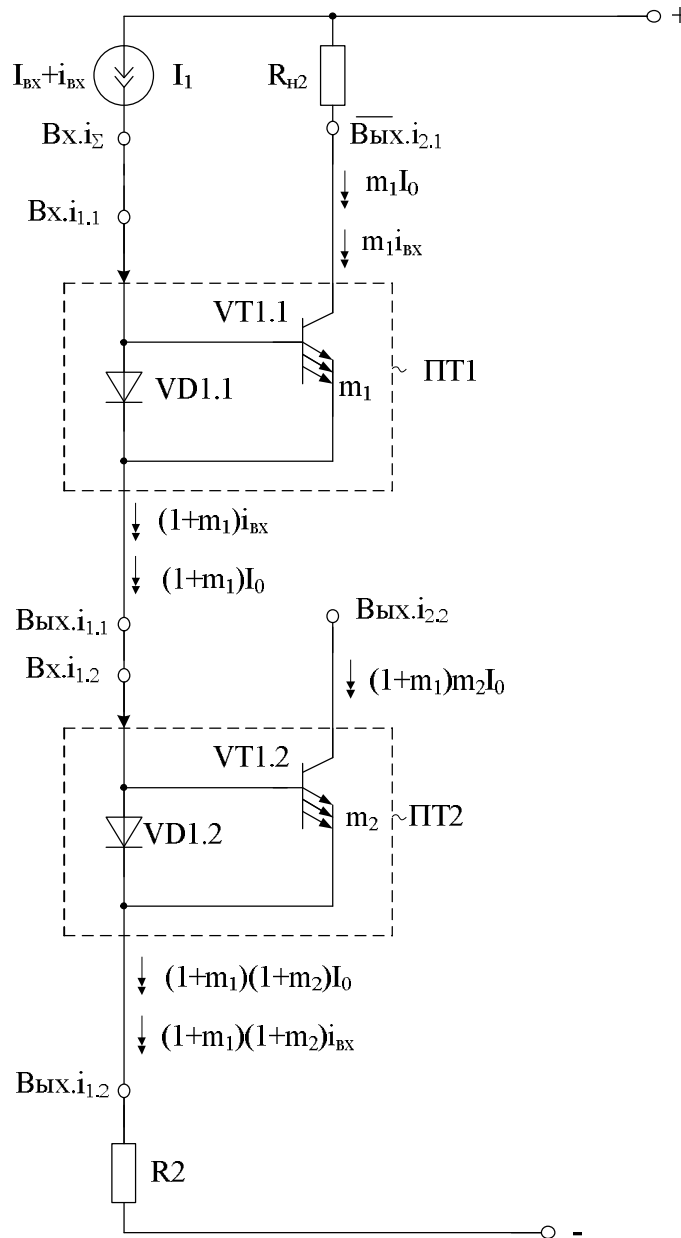 +
Iвх+iвх
I1
Rн2
Вх.iΣ
Вых.i2.1
m1I0
Вх.i1.1
m1iвх
VT1.1
VD1.1
m1
ПТ1
(1+m1)iвх
(1+m1)I0
Вых.i1.1
Вых.i2.2
Вх.i1.2
(1+m1)m2I0
VT1.2
VD1.2
m2
ПТ2
(1+m1)(1+m2)I0
(1+m1)(1+m2)iвх
Вых.i1.2
R2
-